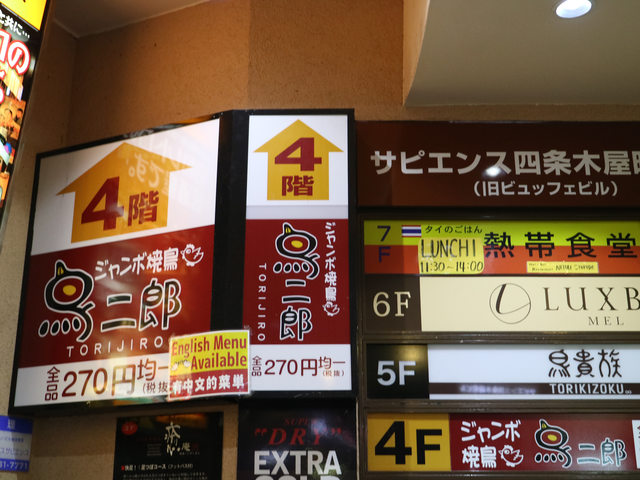 4階
ジャンボ焼鳥
鳥二郎
TORIJIRO
全品270円均一
(税抜)
English Menu
Available
有中文的菜単
4
階
ジャンボ焼鳥
鳥二郎
TORIJIRO
全品270円均一
(税抜)
SUPER
"DRY"
EXTRA
COLD
サピエンス四条木屋町
(旧ビュッフェビル)
7F
タイのごはん
LUNCH!
11:30~14:00
熱帯食堂
6F
LUXB
MEL
5F
鳥貴族
TORIKIZOKU
4F
ジャンボ
焼鳥
鳥二郎